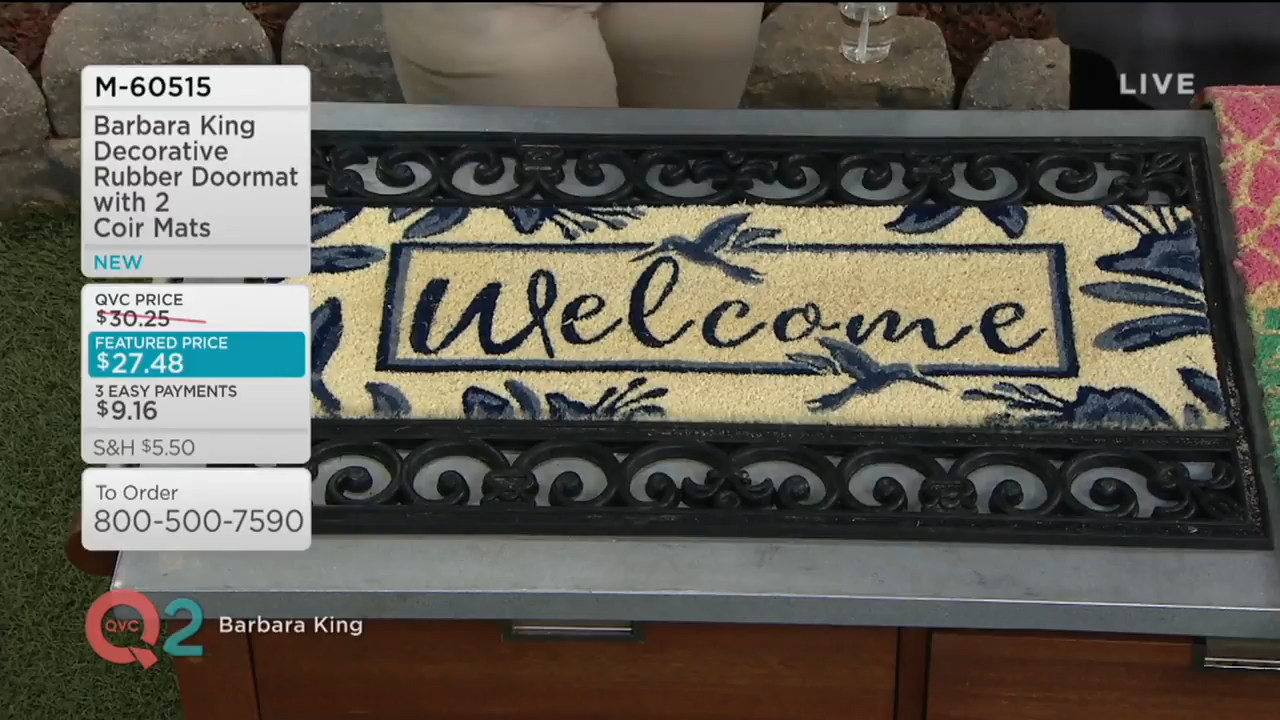 M-60515
Barbara King
Decorative
Rubber Doormat
with 2
Coir Mats
NEW
QVC PRICE
$30.25
FEATURED PRICE
$27.48
3 EASY PAYMENTS
$9.16
S&H $5.50
To Order
800-500-7590
LIVE
Welcome
QVC Q2
Barbara King